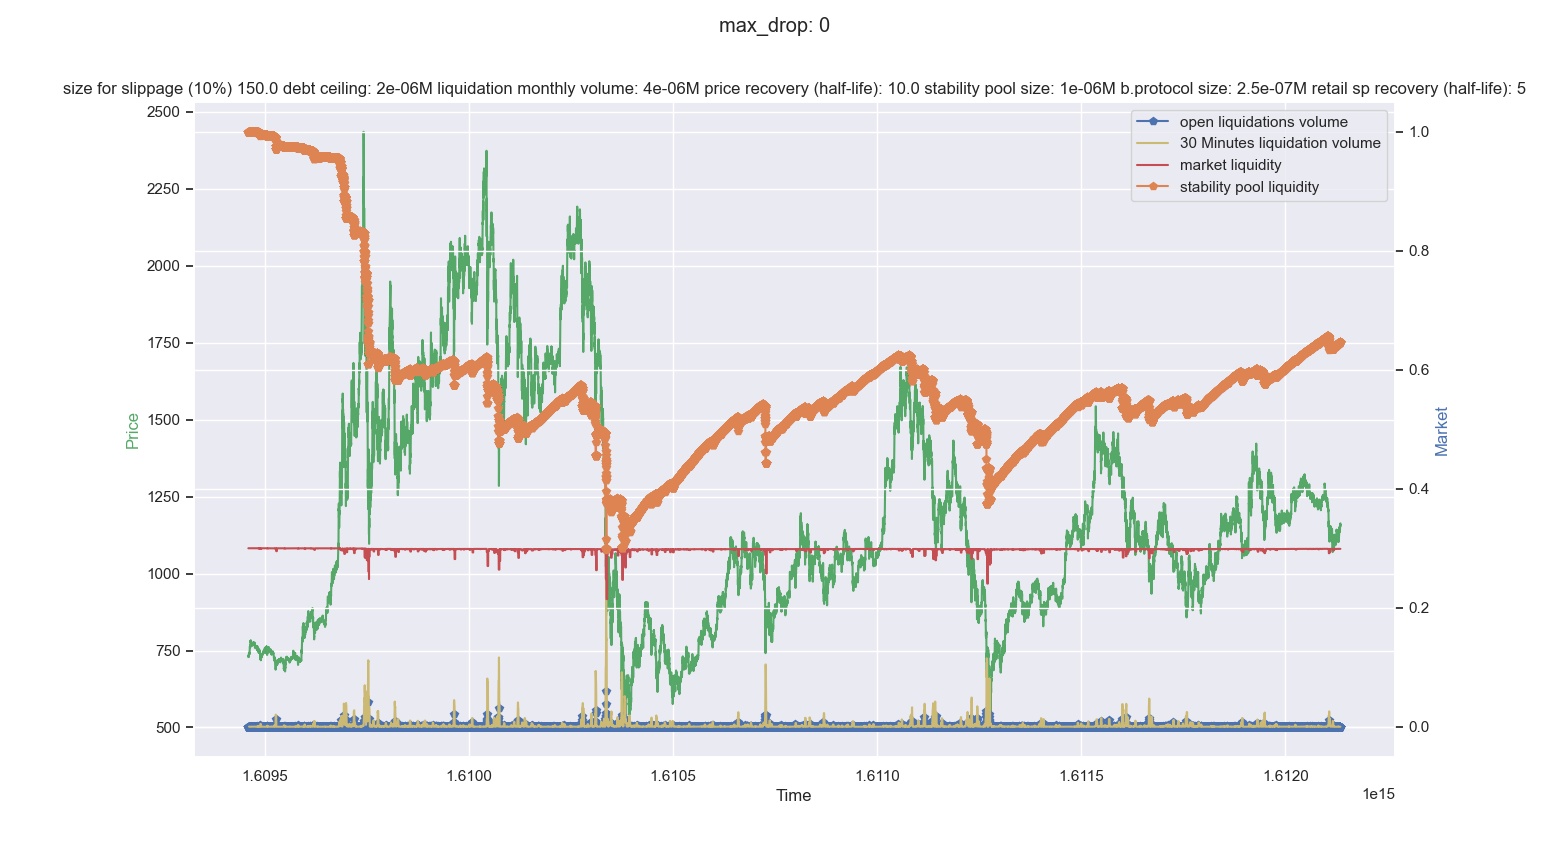 max_drop: 0
size for slippage (10%) 150.0 debt ceiling: 2e-06M liquidation monthly volume: 4e-06M price recovery (half-life): 10.0 stability pool size: 1e-06M b.protocol size: 2.5e-07M retail sp recovery (half-life): 5
2500
2250
2000
1750
1500
1250
1000
750
500
Price
open liquidations volume
30 Minutes liquidation volume
market liquidity
stability pool liquidity
1.0
0.8
0.6
0.4
0.2
0.0
Market
1.6095
1.6100
1.6105
1.6110
1.6115
1.6120
Time
1e15